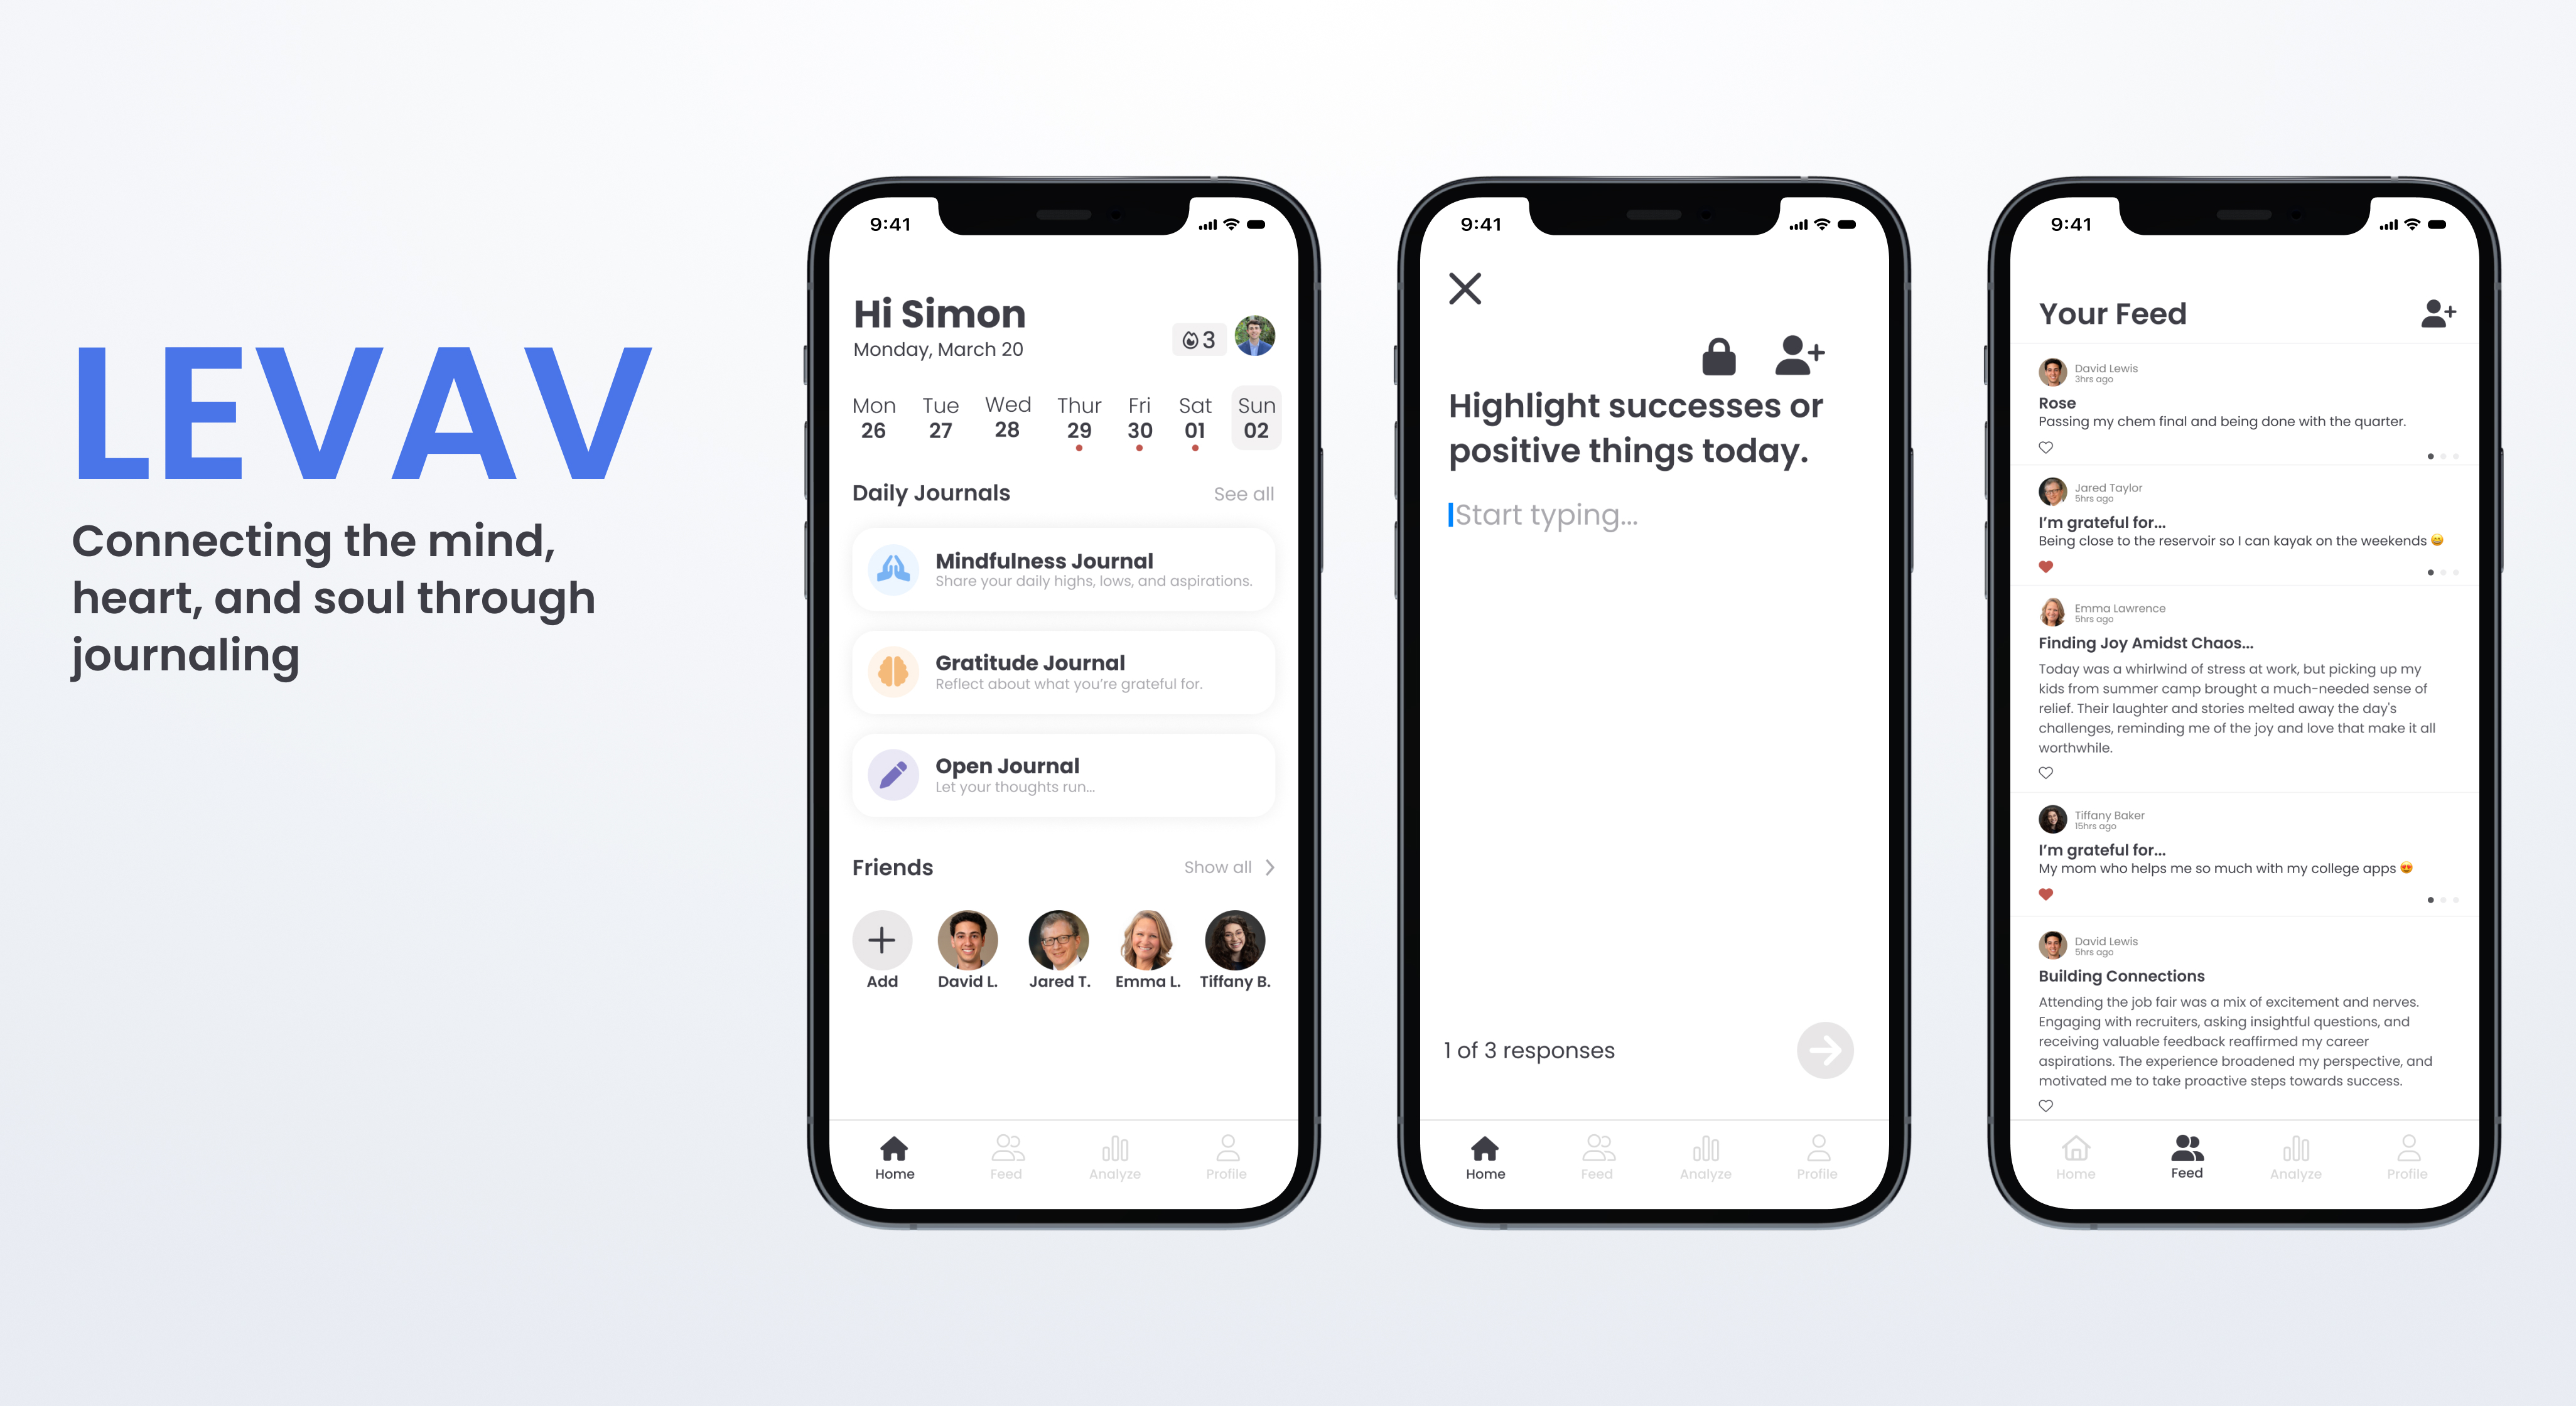 LEVAV
Connecting the mind,
heart, and soul through
journaling
9:41
Hi Simon
Monday, March 20
3
Mon Tue Wed Thur Fri Sat Sun
26 27 28 29 30 01 02
Daily Journals See all
Mindfulness Journal
Share your daily highs, lows, and aspirations.
Gratitude Journal
Reflect about what you're grateful for.
Open Journal
Let your thoughts run...
Friends Show all
Add David L. Jared T. Emma L. Tiffany B.
Home Feed Analyze Profile
9:41
Highlight successes or
positive things today.
Start typing...
1 of 3 responses
Home Feed Analyze Profile
9:41
Your Feed
David Lewis
3hrs ago
Rose
Passing my chem final and being done with the quarter.
Jared Taylor
5hrs ago
I'm grateful for...
Being close to the reservoir so I can kayak on the weekends 😄
Emma Lawrence
5hrs ago
Finding Joy Amidst Chaos...
Today was a whirlwind of stress at work, but picking up my
kids from summer camp brought a much-needed sense of
relief. Their laughter and stories melted away the day's
challenges, reminding me of the joy and love that make it all
worthwhile.
Tiffany Baker
15hrs ago
I'm grateful for...
My mom who helps me so much with my college apps 😍
David Lewis
5hrs ago
Building Connections
Attending the job fair was a mix of excitement and nerves.
Engaging with recruiters, asking insightful questions, and
receiving valuable feedback reaffirmed my career
aspirations. The experience broadened my perspective, and
motivated me to take proactive steps towards success.
Home Feed Analyze Profile